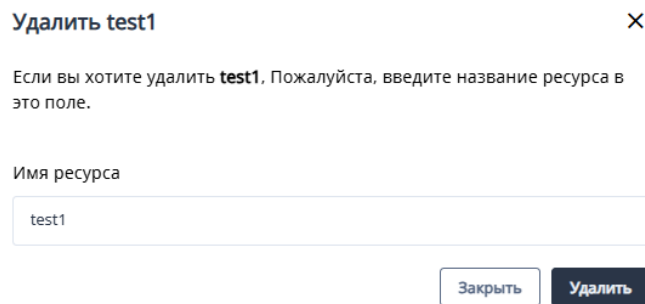 Удалить test1
Если вы хотите удалить test1, Пожалуйста, введите название ресурса в
это поле.
Имя ресурса
test1
Закрыть Удалить